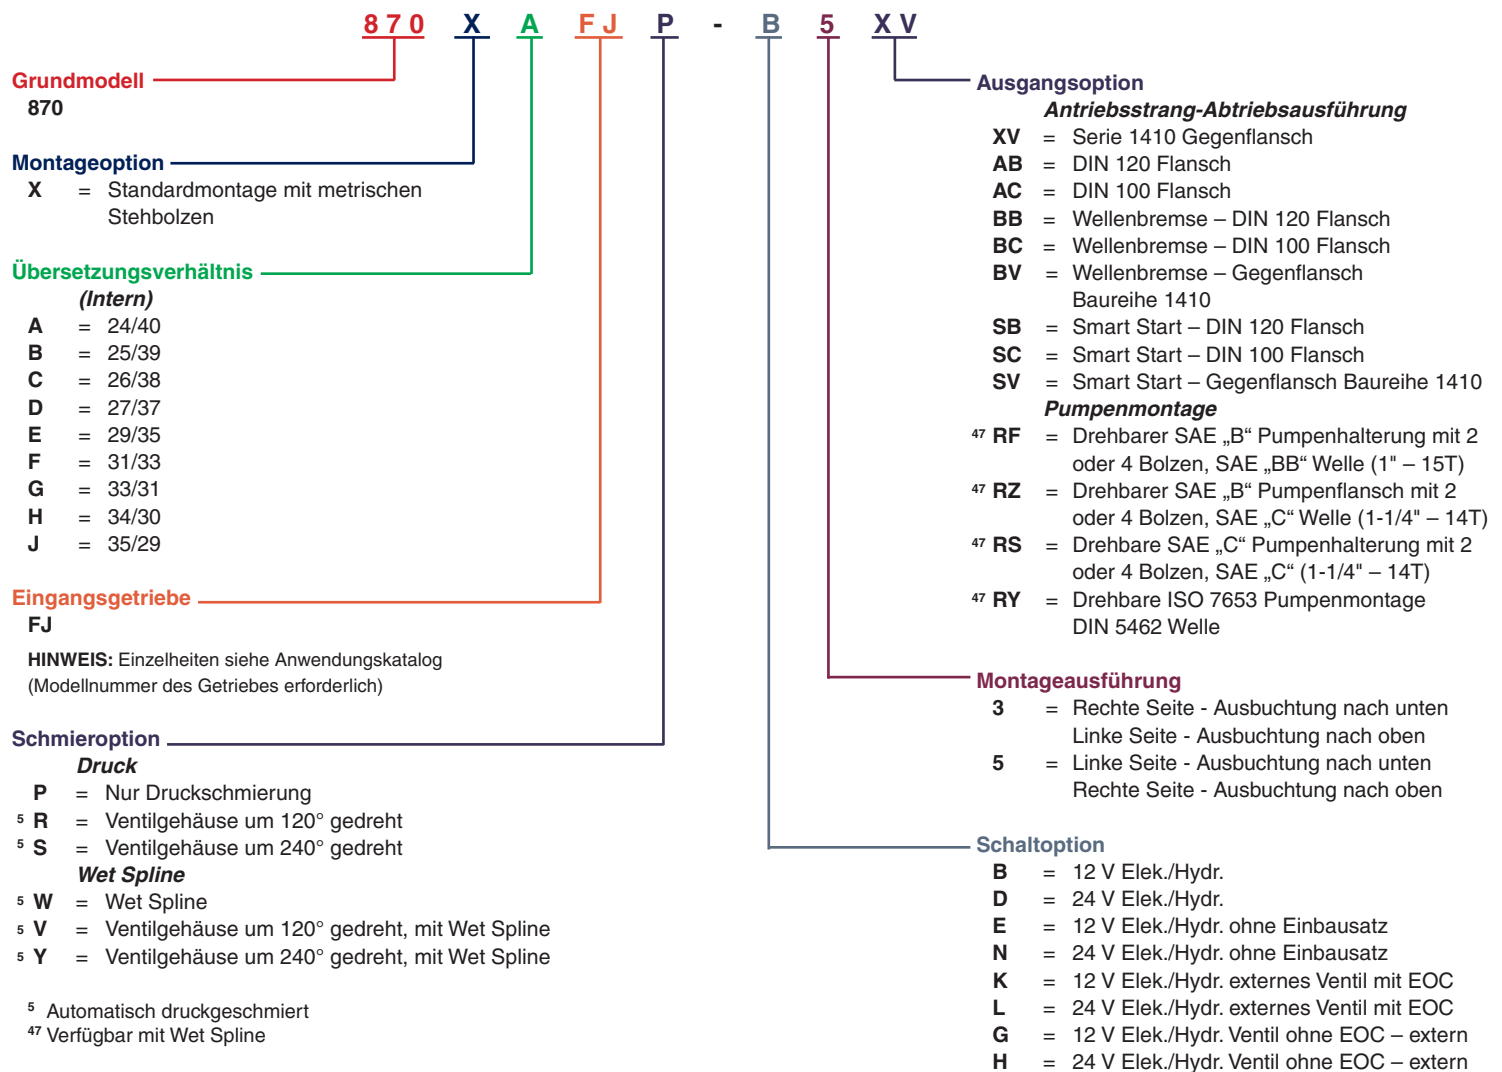 870 X A FJ P - B 5 XV
Grundmodell
870
Montageoption
X = Standardmontage mit metrischen
Stehbolzen
Übersetzungsverhältnis
(Intern)
A = 24/40
B = 25/39
C = 26/38
D = 27/37
E = 29/35
F = 31/33
G = 33/31
H = 34/30
J = 35/29
Eingangsgetriebe
FJ
HINWEIS: Einzelheiten siehe Anwendungskatalog
(Modellnummer des Getriebes erforderlich)
Schmieroption
Druck
P = Nur Druckschmierung
5 R = Ventilgehäuse um 120° gedreht
5 S = Ventilgehäuse um 240° gedreht
Wet Spline
5 W = Wet Spline
5 V = Ventilgehäuse um 120° gedreht, mit Wet Spline
5 Y = Ventilgehäuse um 240° gedreht, mit Wet Spline
5 Automatisch druckgeschmiert
47 Verfügbar mit Wet Spline
Ausgangsoption
Antriebsstrang-Abtriebsausführung
XV = Serie 1410 Gegenflansch
AB = DIN 120 Flansch
AC = DIN 100 Flansch
BB = Wellenbremse – DIN 120 Flansch
BC = Wellenbremse – DIN 100 Flansch
BV = Wellenbremse – Gegenflansch
Baureihe 1410
SB = Smart Start – DIN 120 Flansch
SC = Smart Start – DIN 100 Flansch
SV = Smart Start – Gegenflansch Baureihe 1410
Pumpenmontage
47 RF = Drehbarer SAE „B“ Pumpenhalterung mit 2
oder 4 Bolzen, SAE „BB“ Welle (1" – 15T)
47 RZ = Drehbarer SAE „B“ Pumpenflansch mit 2
oder 4 Bolzen, SAE „C“ Welle (1-1/4" – 14T)
47 RS = Drehbare SAE „C“ Pumpenhalterung mit 2
oder 4 Bolzen, SAE „C“ (1-1/4" – 14T)
47 RY = Drehbare ISO 7653 Pumpenmontage
DIN 5462 Welle
Montageausführung
3 = Rechte Seite - Ausbuchtung nach unten
Linke Seite - Ausbuchtung nach oben
5 = Linke Seite - Ausbuchtung nach unten
Rechte Seite - Ausbuchtung nach oben
Schaltoption
B = 12 V Elek./Hydr.
D = 24 V Elek./Hydr.
E = 12 V Elek./Hydr. ohne Einbausatz
N = 24 V Elek./Hydr. ohne Einbausatz
K = 12 V Elek./Hydr. externes Ventil mit EOC
L = 24 V Elek./Hydr. externes Ventil mit EOC
G = 12 V Elek./Hydr. Ventil ohne EOC – extern
H = 24 V Elek./Hydr. Ventil ohne EOC – extern